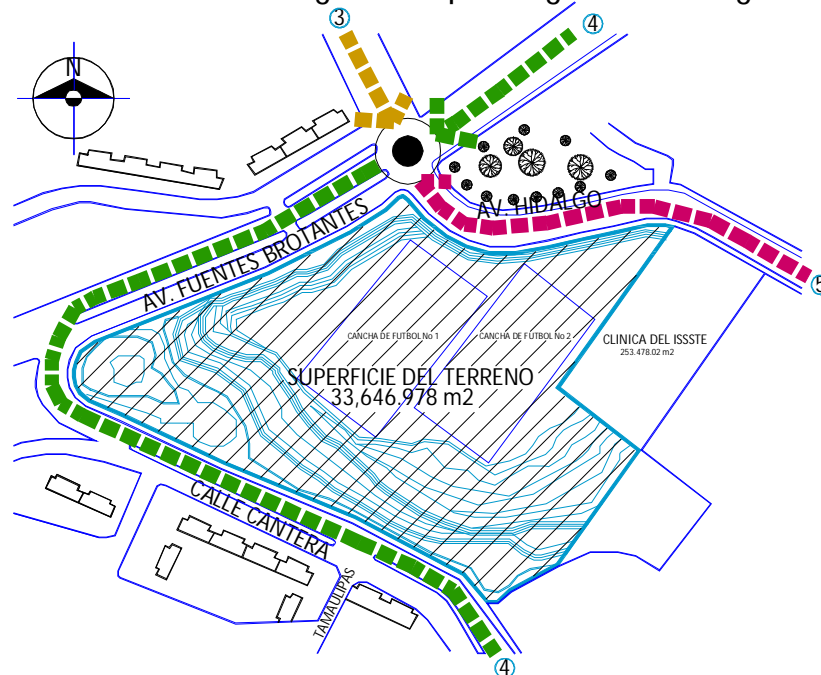 3
4
N
AV. HIDALGO
AV. FUENTES BROTANTES
5
CANCHA DE FUTBOL No 1
CANCHA DE FUTBOL No 2
CLINICA DEL ISSSTE
253.478.02 m2
SUPERFICIE DEL TERRENO
33,646.978 m2
CALLE CANTERA
TAMAULIPAS
4